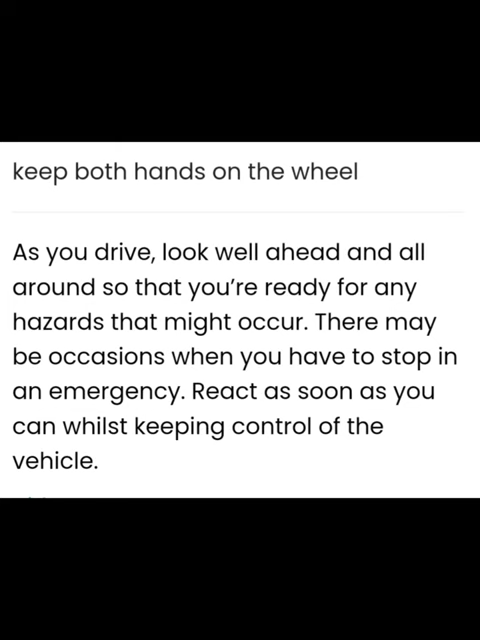 keep both hands on the wheel
As you drive, look well ahead and all
around so that you’re ready for any
hazards that might occur. There may
be occasions when you have to stop in
an emergency. React as soon as you
can whilst keeping control of the
vehicle.